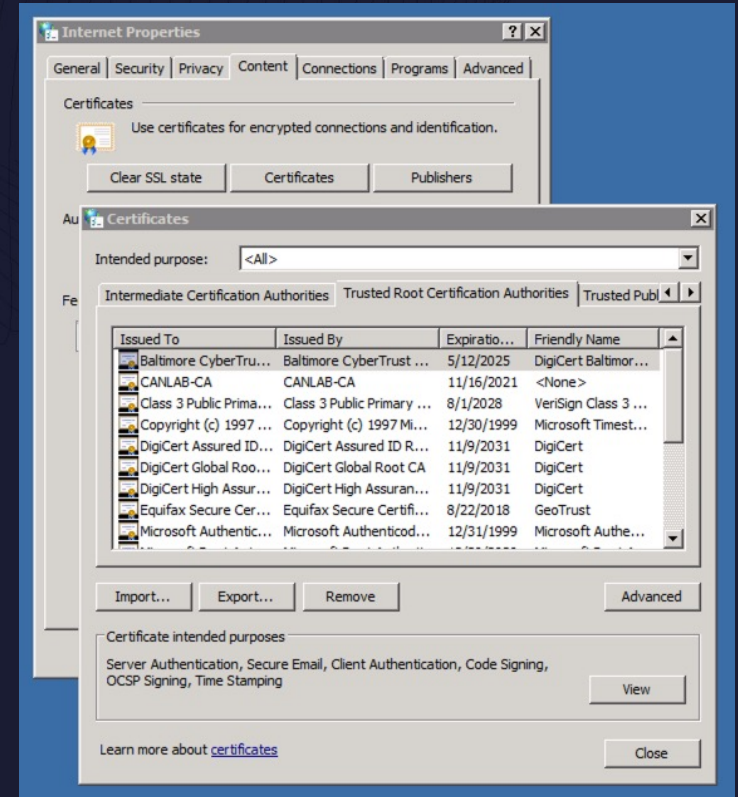 Internet Properties
General Security Privacy Content Connections Programs Advanced
Certificates
Use certificates for encrypted connections and identification.
Clear SSL state Certificates Publishers
Au
Fe
Certificates
Intended purpose: <All>
Intermediate Certification Authorities Trusted Root Certification Authorities Trusted Publ
Issued To Issued By Expiratio... Friendly Name
Baltimore CyberTru... Baltimore CyberTrust ... 5/12/2025 DigiCert Baltimor...
CANLAB-CA CANLAB-CA 11/16/2021 <None>
Class 3 Public Prima... Class 3 Public Primary ... 8/1/2028 VeriSign Class 3 ...
Copyright (c) 1997 ... Copyright (c) 1997 Mi... 12/30/1999 Microsoft Timest...
DigiCert Assured ID... DigiCert Assured ID R... 11/9/2031 DigiCert
DigiCert Global Roo... DigiCert Global Root CA 11/9/2031 DigiCert
DigiCert High Assur... DigiCert High Assuran... 11/9/2031 DigiCert
Equifax Secure Cer... Equifax Secure Certifi... 8/22/2018 GeoTrust
Microsoft Authentic... Microsoft Authenticod... 12/31/1999 Microsoft Authe...
Import... Export... Remove Advanced
Certificate intended purposes
Server Authentication, Secure Email, Client Authentication, Code Signing,
OCSP Signing, Time Stamping
View
Learn more about certificates
Close